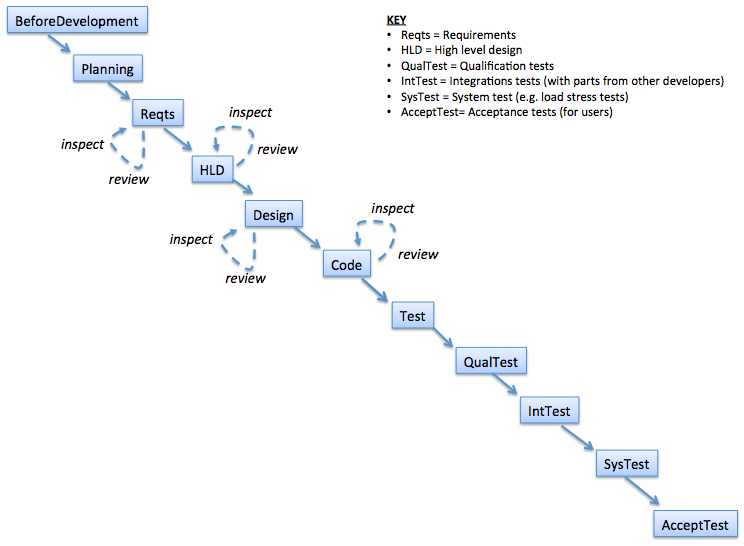 BeforeDevelopment
KEY
• Reqts = Requirements
• HLD = High level design
• QualTest = Qualification tests
• IntTest = Integrations tests (with parts from other developers)
• SysTest = System test (e.g. load stress tests)
• AcceptTest= Acceptance tests (for users)
Planning
Reqts
inspect
review
inspect
review
HLD
Design
inspect
review
inspect
review
Code
Test
QualTest
IntTest
SysTest
AcceptTest